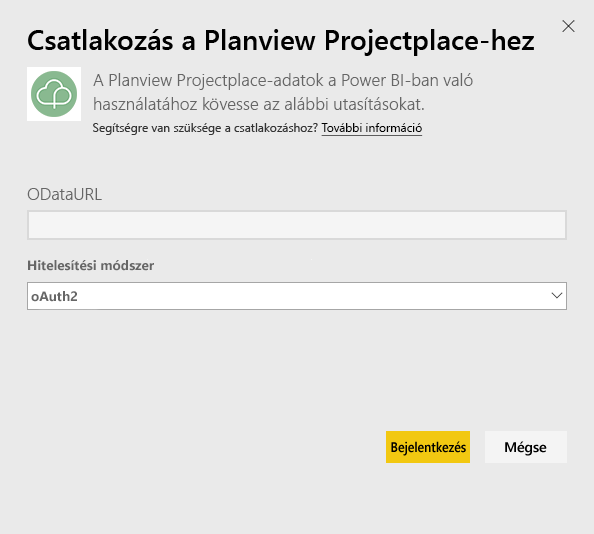 Csatlakozás a Planview Projectplace-hez
A Planview Projectplace-adatok a Power BI-ban való
használatához kövesse az alábbi utasításokat.
Segítségre van szüksége a csatlakozáshoz? További információ
ODataURL
Hitelesítési módszer
oAuth2
Bejelentkezés Mégse